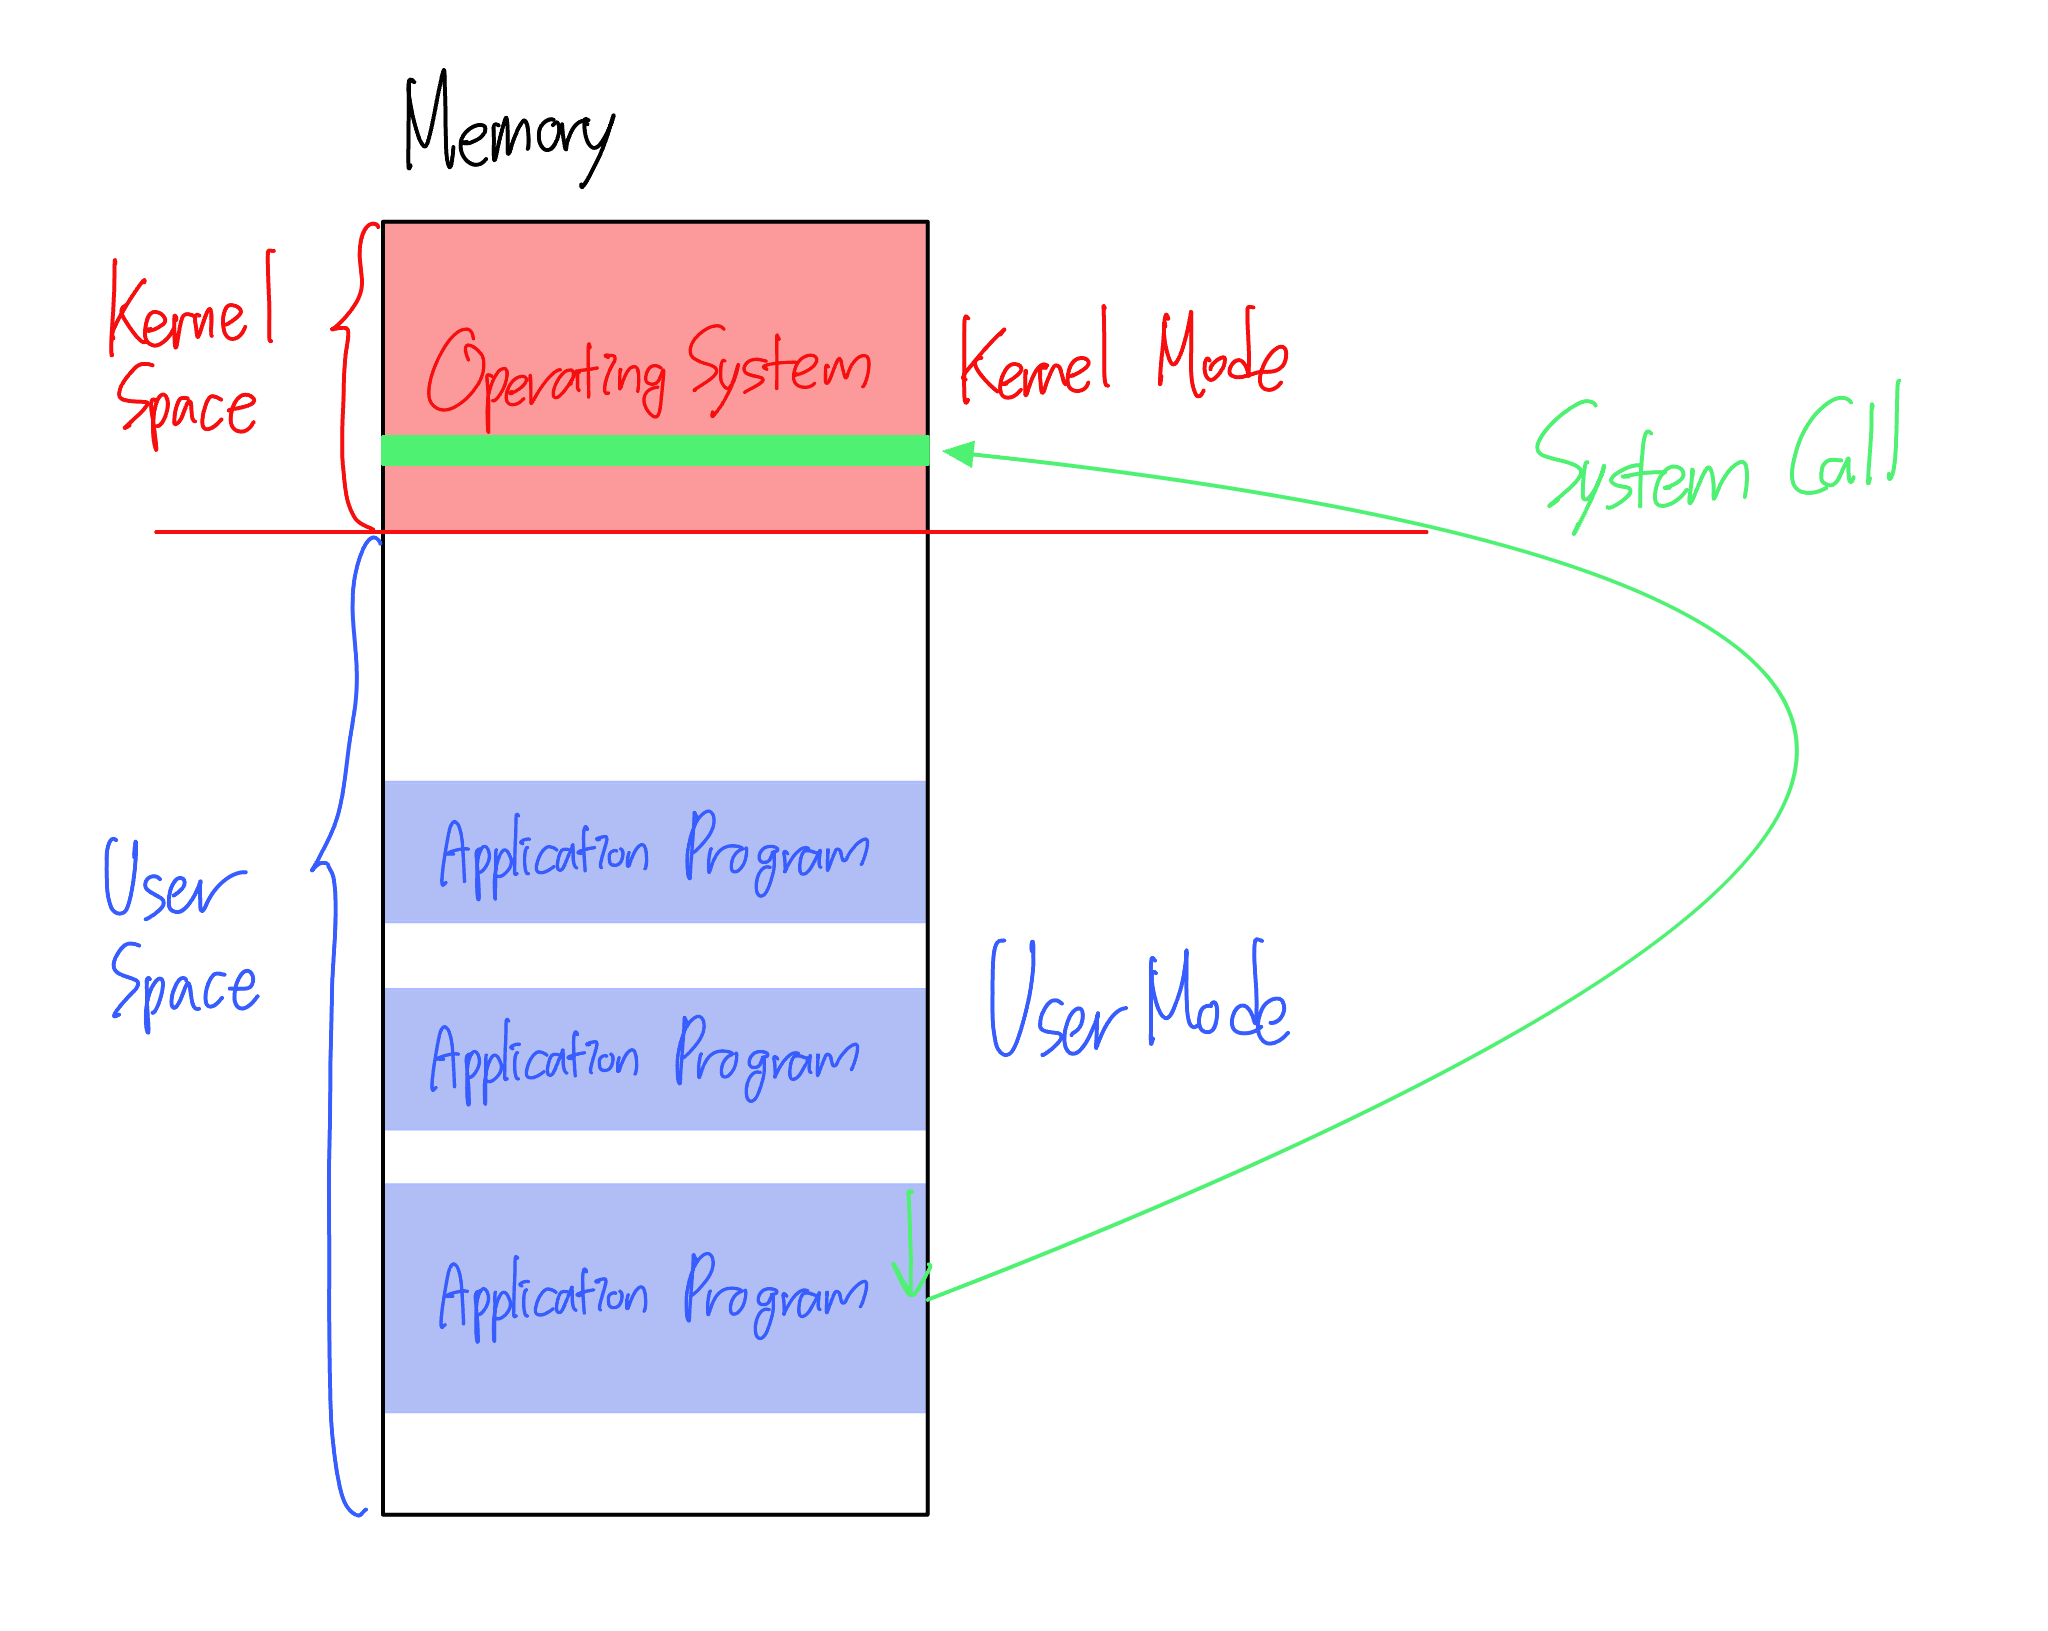 Memory
Kernel
Space
Operating System
Kernel Mode
System Call
User
Space
Application Program
Application Program
User Mode
Application Program